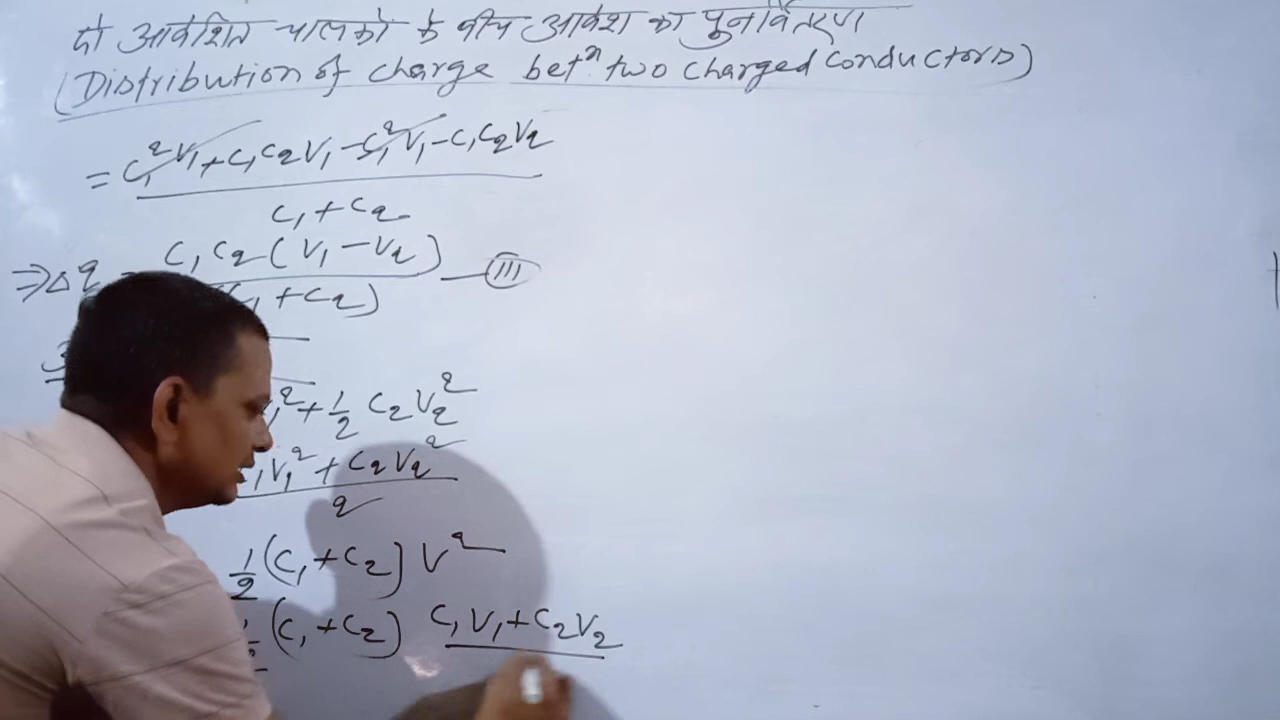 दो आवेशित चालको के बीच आवेश का पुनर्वितरण
(Distribution of charge betⁿ two charged conductors)
= C₁²V₁ + C₁C₂V₁ - C₁²V₁ - C₁C₂V₂
C₁ + C₂
⇒ Δq C₁C₂(V₁ - V₂) — (III)
+ C₂)
² + 1/2 C₂V₂²
V₁² + C₂V₂²
2
1/2 (C₁ + C₂) V²
(C₁ + C₂) C₁V₁ + C₂V₂